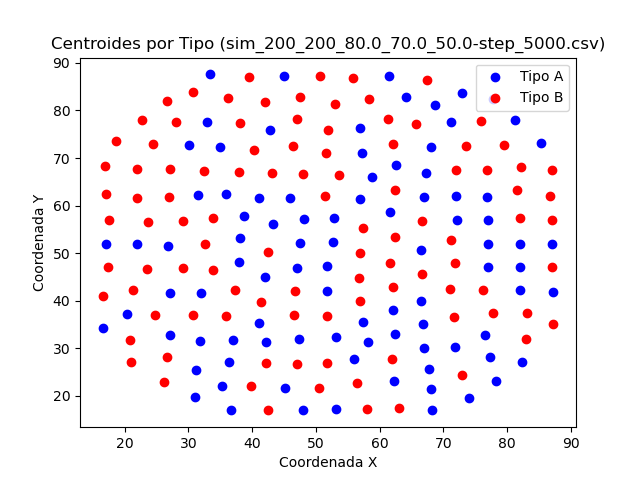 Centroides por Tipo (sim_200_200_80.0_70.0_50.0-step_5000.csv)
Tipo A
Tipo B
90
80
70
60
50
40
30
20
Coordenada Y
20 30 40 50 60 70 80 90
Coordenada X